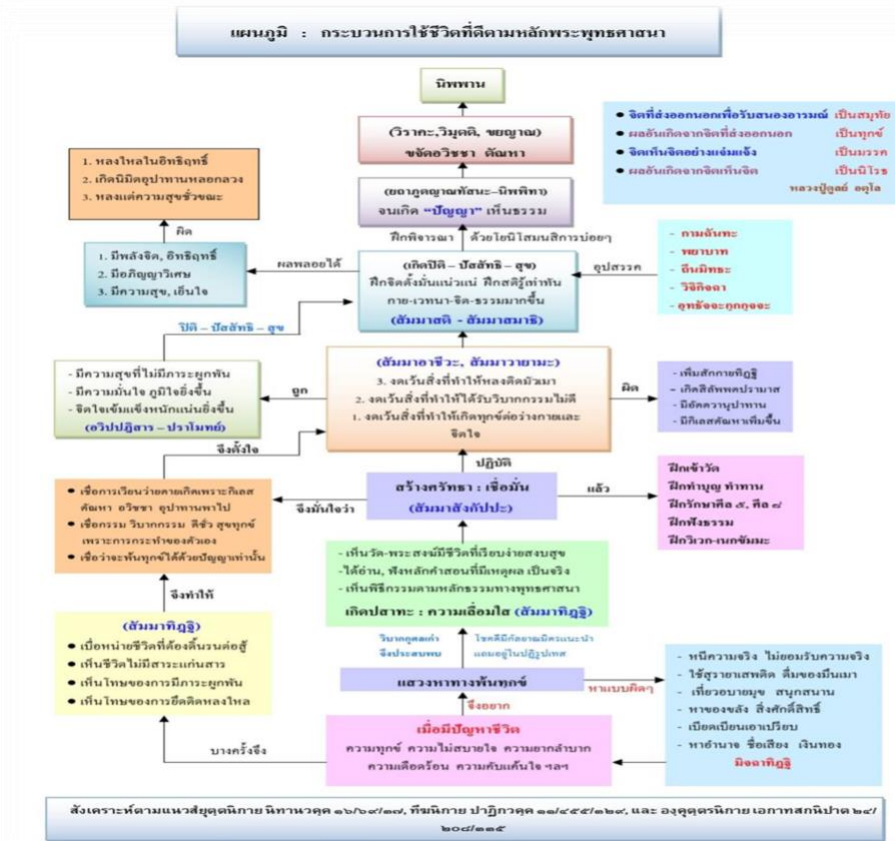 แผนภูมิ : กระบวนการใช้ชีวิตที่ดีตามหลักพระพุทธศาสนา
นิพพาน
(วิราคะ,วิมุตติ, ขยญาณ)
ขจัดอวิชชา ตัณหา
● จิตที่ส่งออกนอกเพื่อรับสนองอารมณ์ เป็นสมุทัย
● ผลอันเกิดจากจิตที่ส่งออกนอก เป็นทุกข์
● จิตเห็นจิตอย่างแจ่มแจ้ง เป็นมรรค
● ผลอันเกิดจากจิตเห็นจิต เป็นนิโรธ
หลวงปู่ดูลย์ อตุโล
1. หลงใหลในอิทธิฤทธิ์
2. เกิดนิมิตอุปาทานหลอกลวง
3. หลงแต่ความสุขชั่วขณะ
(ยถาภูตญาณทัสนะ-นิพพิทา)
จนเกิด “ปัญญา” เห็นธรรม
ผิด
ฝึกพิจารณา ด้วยโยนิโสมนสิการบ่อยๆ
1. มีพลังจิต, อิทธิฤทธิ์
2. มีอภิญญาวิเศษ
3. มีความสุข, เย็นใจ
ผลพลอยได้
(เกิดปิติ - ปัสสัทธิ - สุข)
ฝึกจิตตั้งมั่นแน่วแน่ ฝึกสติรู้เท่าทัน
กาย-เวทนา-จิต-ธรรมมากขึ้น
(สัมมาสติ - สัมมาสมาธิ)
อุปสรรค
- กามฉันทะ
- พยาบาท
- ถีนมิทธะ
- วิจิกิจฉา
- อุทธัจจะกุกกุจจะ
ปิติ - ปัสสัทธิ - สุข
- มีความสุขที่ไม่มีภาระผูกพัน
- มีความมั่นใจ ภูมิใจยิ่งขึ้น
- จิตใจเข้มแข็งหนักแน่นยิ่งขึ้น
(อวิปปฏิสาร - ปราโมทย์)
ถูก
(สัมมาอาชีวะ, สัมมาวายามะ)
3. งดเว้นสิ่งที่ทำให้หลงติดมัวเมา
2. งดเว้นสิ่งที่ทำให้ได้รับวิบากกรรมไม่ดี
1. งดเว้นสิ่งที่ทำให้เกิดทุกข์ต่อร่างกายและ
จิตใจ
ผิด
- เพิ่มสักกายทิฏฐิ
- เกิดสีลัพพตปรามาส
- มีอัตตวานุปาทาน
- มีกิเลสตัณหาเพิ่มขึ้น
จึงตั้งใจ
ปฏิบัติ
● เชื่อการเวียนว่ายตายเกิดเพราะกิเลส
ตัณหา อวิชชา อุปาทานพาไป
● เชื่อกรรม วิบากกรรม ดีชั่ว สุขทุกข์
เพราะการกระทำของตัวเอง
● เชื่อว่าจะพ้นทุกข์ได้ด้วยปัญญาเท่านั้น
จึงมั่นใจว่า
สร้างศรัทธา : เชื่อมั่น
(สัมมาสังกัปปะ)
แล้ว
ฝึกเข้าวัด
ฝึกทำบุญ ทำทาน
ฝึกรักษาศีล ๕, ศีล ๘
ฝึกฟังธรรม
ฝึกวิเวก-เนกขัมมะ
จึงทำให้
-เห็นวัด-พระสงฆ์มีชีวิตที่เรียบง่ายสงบสุข
-ได้อ่าน, ฟังหลักคำสอนที่มีเหตุผล เป็นจริง
-เห็นพิธีกรรมตามหลักธรรมทางพุทธศาสนา
เกิดปสาทะ : ความเลื่อมใส (สัมมาทิฏฐิ)
(สัมมาทิฏฐิ)
● เบื่อหน่ายชีวิตที่ต้องดิ้นรนต่อสู้
● เห็นชีวิตไม่มีสาระแก่นสาร
● เห็นโทษของการมีภาระผูกพัน
● เห็นโทษของการยึดติดหลงใหล
วิบากกุศลเก่า
จึงประสบพบ
โชคดีมีกัลยาณมิตรแนะนำ
แถมอยู่ในปฏิรูปเทส
แสวงหาทางพ้นทุกข์
หาแบบผิดๆ
- หนีความจริง ไม่ยอมรับความจริง
- ใช้สุรายาเสพติด ดื่มของมึนเมา
- เที่ยวอบายมุข สนุกสนาน
- หาของขลัง สิ่งศักดิ์สิทธิ์
- เบียดเบียนเอาเปรียบ
- หาอำนาจ ชื่อเสียง เงินทอง
มิจฉาทิฏฐิ
จึงอยาก
บางครั้งจึง
เมื่อมีปัญหาชีวิต
ความทุกข์ ความไม่สบายใจ ความยากลำบาก
ความเดือดร้อน ความคับแค้นใจ ฯลฯ
สังเคราะห์ตามแนวสํยุตฺตนิกาย นิทานวคฺค ๑๖/๖๙/๓๗, ทีฆนิกาย ปาฏิกวคฺค ๑๑/๔๕๕/๓๒๙, และ องฺคุตฺตรนิกาย เอกาทสกนิปาต ๒๔/
๒๐๘/๓๓๕